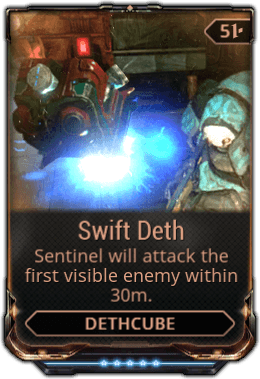 51
Swift Deth
Sentinel will attack the
first visible enemy within
30m.
DETHCUBE